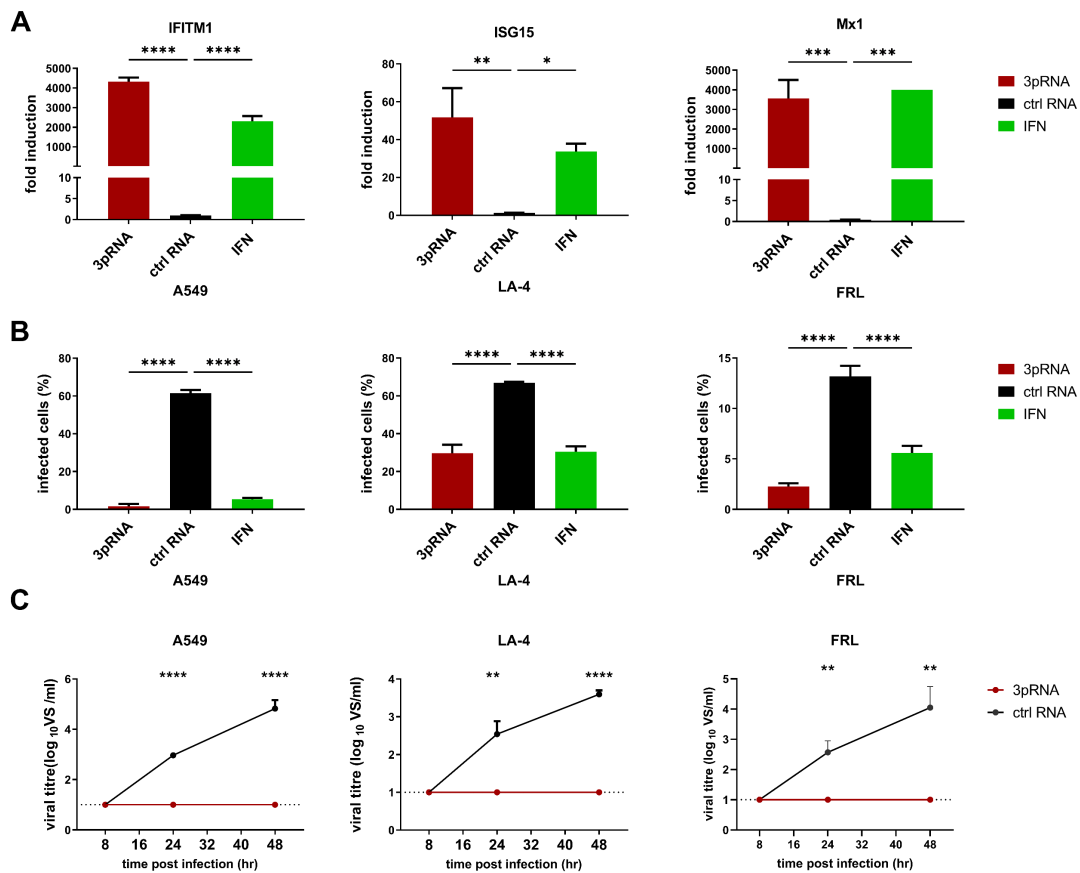 A
IFITM1
ISG15
Mx1
**** ****
** *
*** ***
fold induction
5000
4000
3000
2000
1000
10
5
0
3pRNA
ctrl RNA
IFN
A549
fold induction
80
60
40
20
0
3pRNA
ctrl RNA
IFN
LA-4
fold induction
5000
4000
3000
2000
1000
10
5
0
3pRNA
ctrl RNA
IFN
FRL
3pRNA
ctrl RNA
IFN
B
**** ****
infected cells (%)
80
60
40
20
0
3pRNA
ctrl RNA
IFN
A549
**** ****
infected cells (%)
80
60
40
20
0
3pRNA
ctrl RNA
IFN
LA-4
**** ****
infected cells (%)
15
10
5
0
3pRNA
ctrl RNA
IFN
FRL
3pRNA
ctrl RNA
IFN
C
A549
**** ****
viral titre(log 10VS /ml)
6
4
2
0
8 16 24 32 40 48
time post infection (hr)
LA-4
** ****
viral titre (log 10 VS/ml)
4
3
2
1
0
8 16 24 32 40 48
time post infection (hr)
FRL
** **
viral titre (log 10 VS/ml)
5
4
3
2
1
0
8 16 24 32 40 48
time post infection (hr)
3pRNA
ctrl RNA